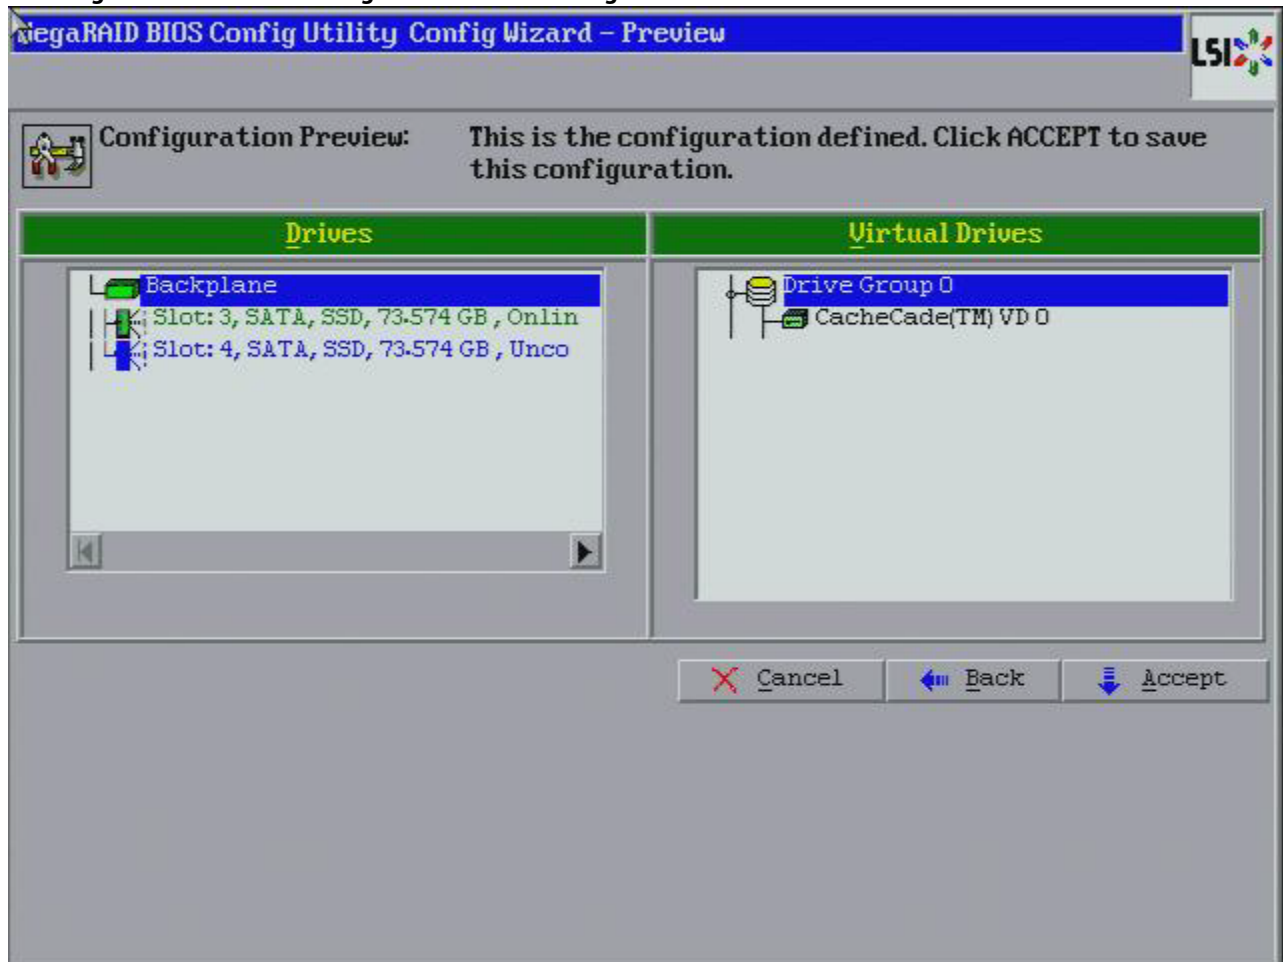 MegaRAID BIOS Config Utility Config Wizard – Preview
LSI
Configuration Preview:
This is the configuration defined. Click ACCEPT to save
this configuration.
Drives
Virtual Drives
Backplane
Slot: 3, SATA, SSD, 73.574 GB , Onlin
Slot: 4, SATA, SSD, 73.574 GB , Unco
Drive Group 0
CacheCade(TM) VD 0
Cancel
Back
Accept